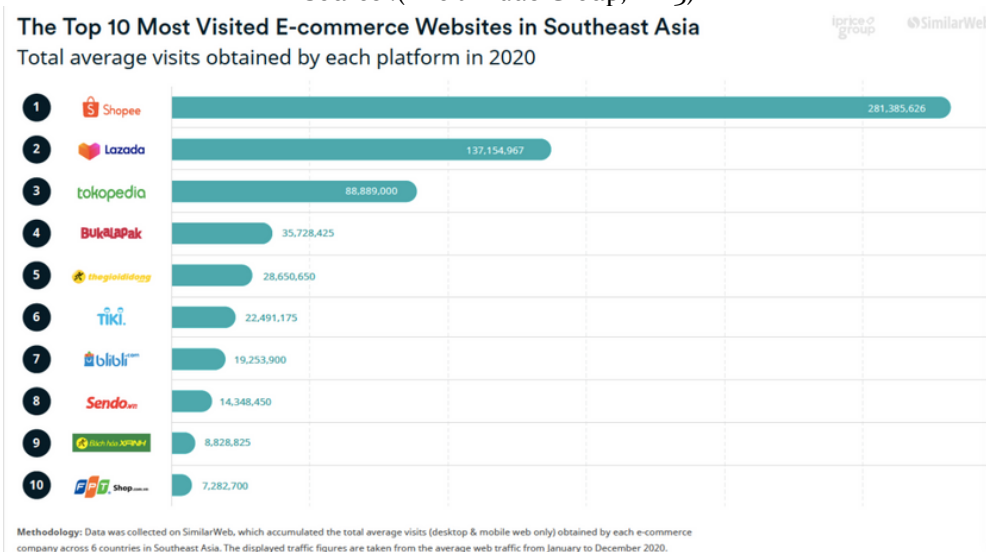 The Top 10 Most Visited E-commerce Websites in Southeast Asia
iprice group SimilarWeb
Total average visits obtained by each platform in 2020
1 Shopee 281,385,626
2 Lazada 137,154,967
3 tokopedia 88,889,000
4 BukaLaPak 35,728,425
5 thegioididong 28,650,650
6 TIKI. 22,491,175
7 blibli.com 19,253,900
8 Sendo.vn 14,348,450
9 Bách hóa XANH 8,828,825
10 FPT. Shop.com.vn 7,282,700
Methodology: Data was collected on SimilarWeb, which accumulated the total average visits (desktop & mobile web only) obtained by each e-commerce
company across 6 countries in Southeast Asia. The displayed traffic figures are taken from the average web traffic from January to December 2020.